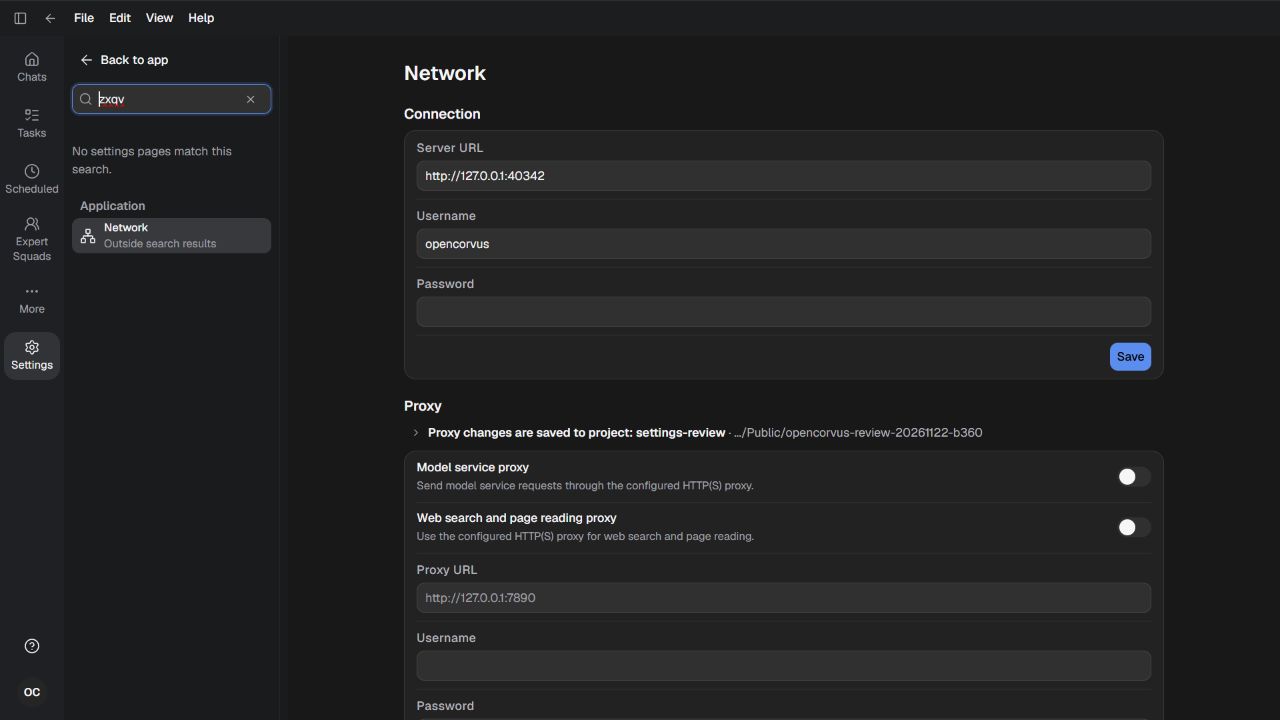 File Edit View Help
Chats
Tasks
Scheduled
Expert
Squads
More
Settings
OC
Back to app
zxqv
No settings pages match this
search.
Application
Network
Outside search results
Network
Connection
Server URL
http://127.0.0.1:40342
Username
opencorvus
Password
Save
Proxy
Proxy changes are saved to project: settings-review · .../Public/opencorvus-review-20261122-b360
Model service proxy
Send model service requests through the configured HTTP(S) proxy.
Web search and page reading proxy
Use the configured HTTP(S) proxy for web search and page reading.
Proxy URL
http://127.0.0.1:7890
Username
Password